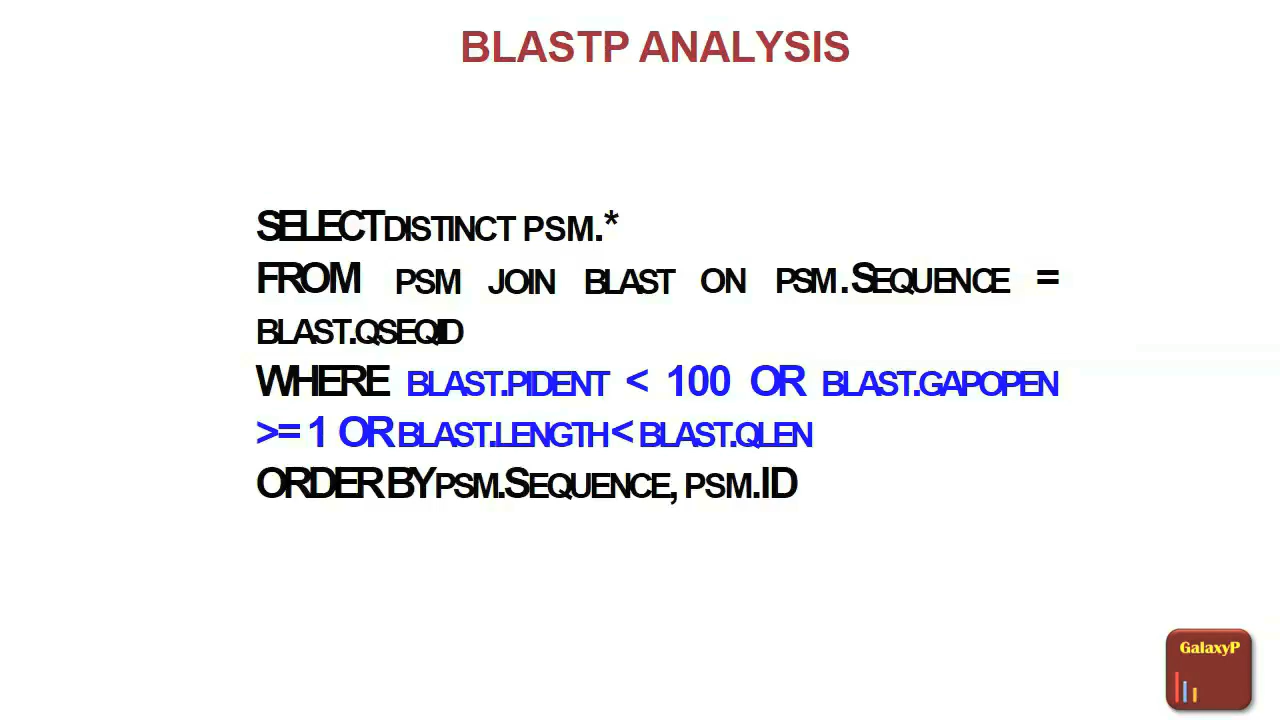 BLASTP ANALYSIS
SELECT DISTINCT PSM.*
FROM PSM JOIN BLAST ON PSM.SEQUENCE =
BLAST.QSEQID
WHERE BLAST.PIDENT < 100 OR BLAST.GAPOPEN
>= 1 OR BLAST.LENGTH < BLAST.QLEN
ORDER BY PSM.SEQUENCE, PSM.ID
GalaxyP